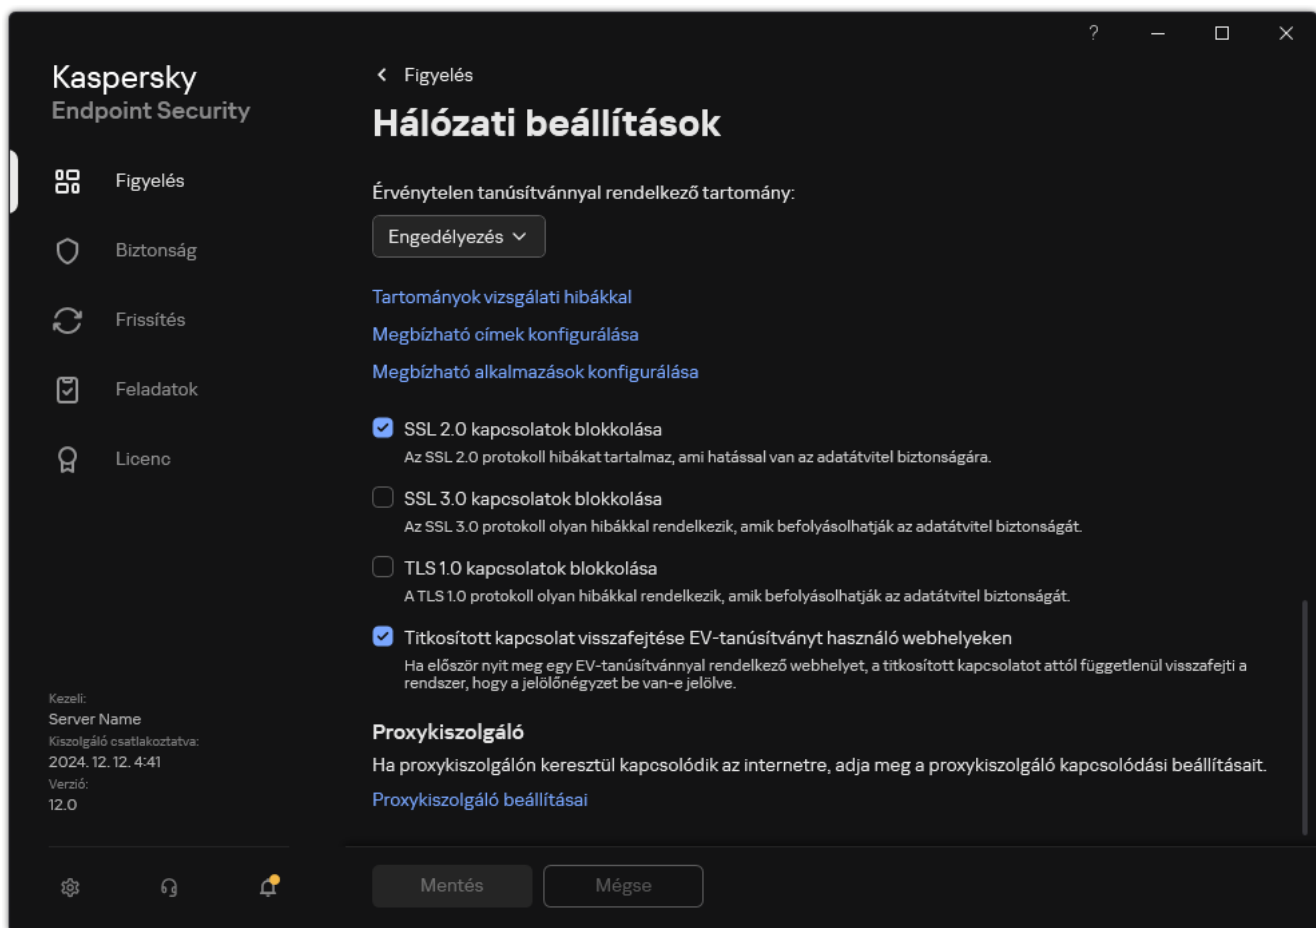 ?
Kaspersky
Endpoint Security
Figyelés
Biztonság
Frissítés
Feladatok
Licenc
Kezeli:
Server Name
Kiszolgáló csatlakoztatva:
2024. 12. 12. 4:41
Verzió:
12.0
Figyelés
Hálózati beállítások
Érvénytelen tanúsítvánnyal rendelkező tartomány:
Engedélyezés
Tartományok vizsgálati hibákkal
Megbízható címek konfigurálása
Megbízható alkalmazások konfigurálása
SSL 2.0 kapcsolatok blokkolása
Az SSL 2.0 protokoll hibákat tartalmaz, ami hatással van az adatátvitel biztonságára.
SSL 3.0 kapcsolatok blokkolása
Az SSL 3.0 protokoll olyan hibákkal rendelkezik, amik befolyásolhatják az adatátvitel biztonságát.
TLS 1.0 kapcsolatok blokkolása
A TLS 1.0 protokoll olyan hibákkal rendelkezik, amik befolyásolhatják az adatátvitel biztonságát.
Titkosított kapcsolat visszafejtése EV-tanúsítványt használó webhelyeken
Ha először nyit meg egy EV-tanúsítvánnyal rendelkező webhelyet, a titkosított kapcsolatot attól függetlenül visszafejti a
rendszer, hogy a jelölőnégyzet be van-e jelölve.
Proxykiszolgáló
Ha proxykiszolgálón keresztül kapcsolódik az internetre, adja meg a proxykiszolgáló kapcsolódási beállításait.
Proxykiszolgáló beállításai
Mentés
Mégse